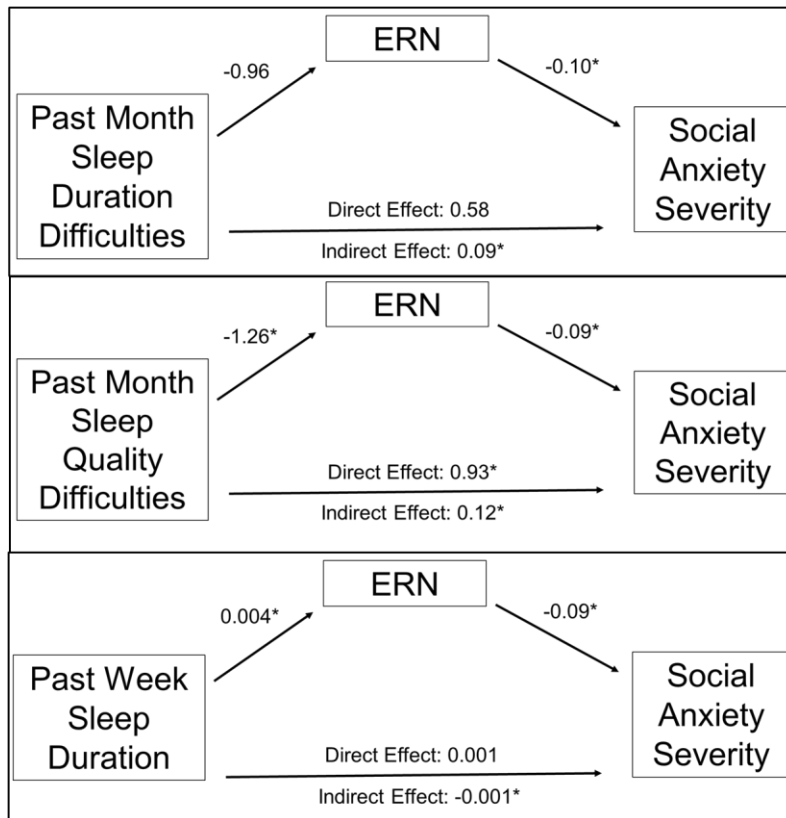 ERN
-0.96
-0.10*
Past Month
Sleep
Duration
Difficulties
Social
Anxiety
Severity
Direct Effect: 0.58
Indirect Effect: 0.09*
ERN
-1.26*
-0.09*
Past Month
Sleep
Quality
Difficulties
Social
Anxiety
Severity
Direct Effect: 0.93*
Indirect Effect: 0.12*
ERN
0.004*
-0.09*
Past Week
Sleep
Duration
Social
Anxiety
Severity
Direct Effect: 0.001
Indirect Effect: -0.001*